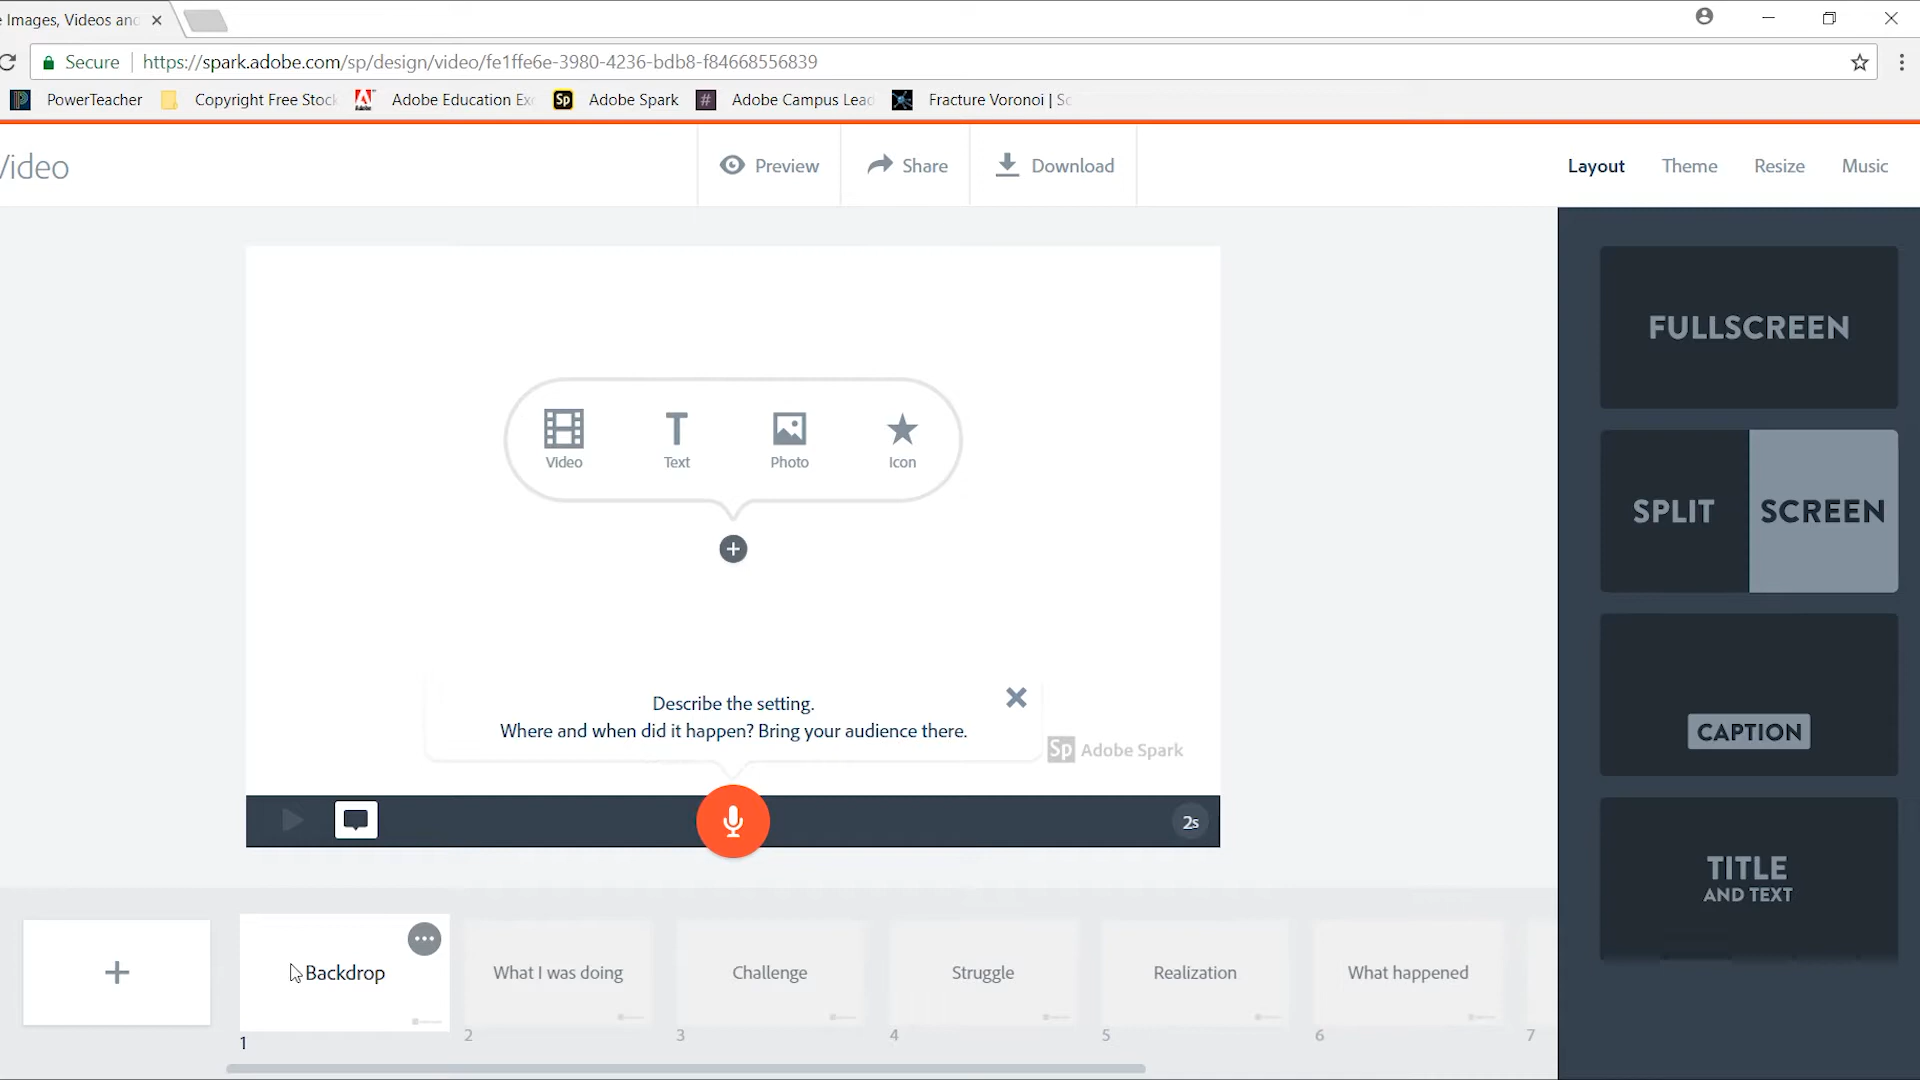 e Images, Videos and
Secure
https://spark.adobe.com/sp/design/video/fe1ffe6e-3980-4236-bdb8-f84668556839
PowerTeacher
Copyright Free Stock
Adobe Education Ex
Sp
Adobe Spark
#
Adobe Campus Lead
Fracture Voronoi | Sc
Video
Preview
Share
Download
Layout
Theme
Resize
Music
Video
Text
Photo
Icon
Describe the setting.
Where and when did it happen? Bring your audience there.
Sp Adobe Spark
2s
FULLSCREEN
SPLIT SCREEN
CAPTION
TITLE
AND TEXT
Backdrop
What I was doing
Challenge
Struggle
Realization
What happened
1
2
3
4
5
6
7